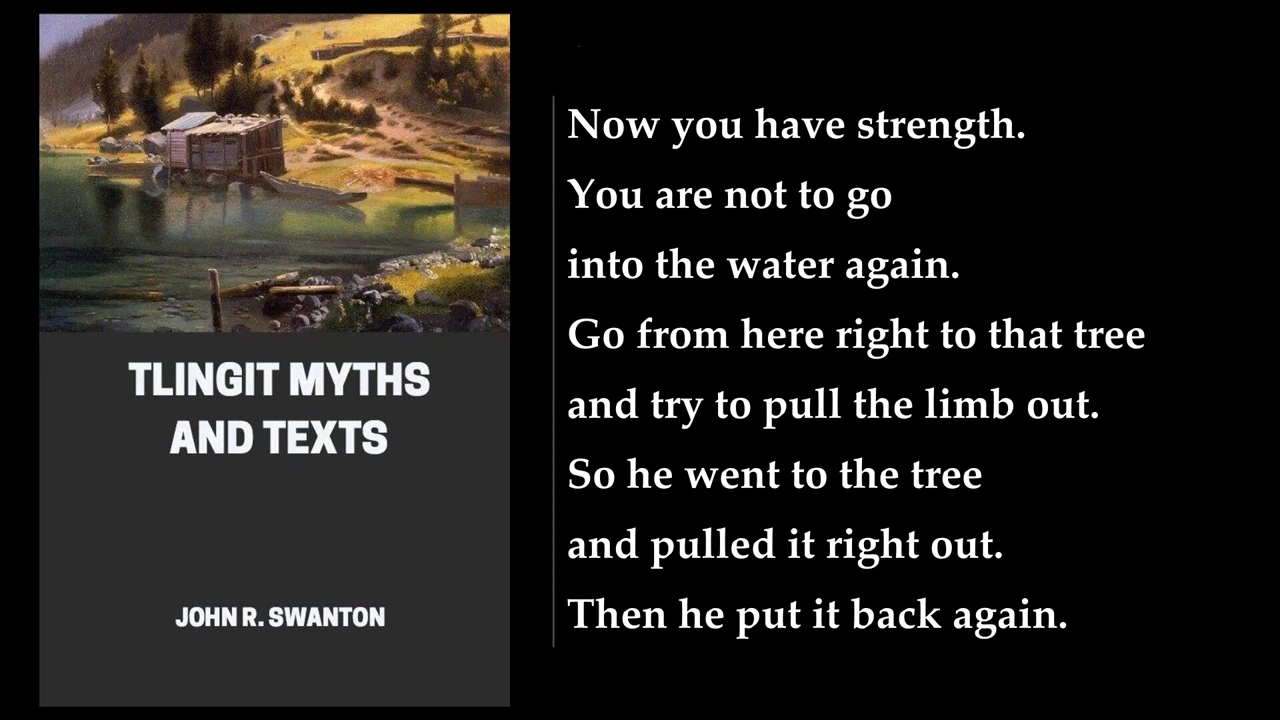 TLINGIT MYTHS
AND TEXTS
JOHN R. SWANTON
Now you have strength.
You are not to go
into the water again.
Go from here right to that tree
and try to pull the limb out.
So he went to the tree
and pulled it right out.
Then he put it back again.